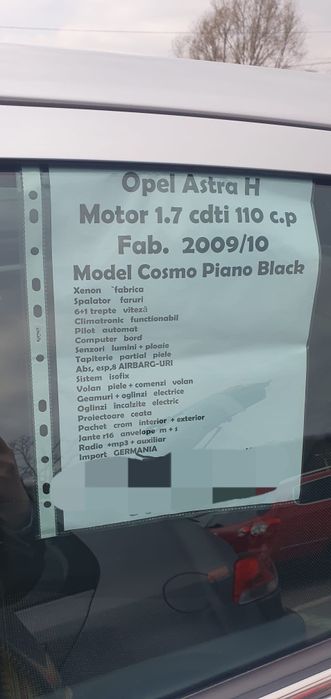 Opel Astra H
Motor 1.7 cdti 110 c.p
Fab. 2009/10
Model Cosmo Piano Black
Xenon fabrica
Spalator faruri
6+1 trepte viteză
Climatronic functionabil
Pilot automat
Computer bord
Senzori lumini + ploaie
Tapiterie partial piele
Abs, esp,8 AIRBARG-URI
Sistem isofix
Volan piele + comenzi volan
Geamuri + oglinzi electrice
Oglinzi incalzite electric
Proiectoare ceata
Pachet crom interior + exterior
Jante r16 anvelope m + s
Radio +mp3 + auxiliar
Import GERMANIA